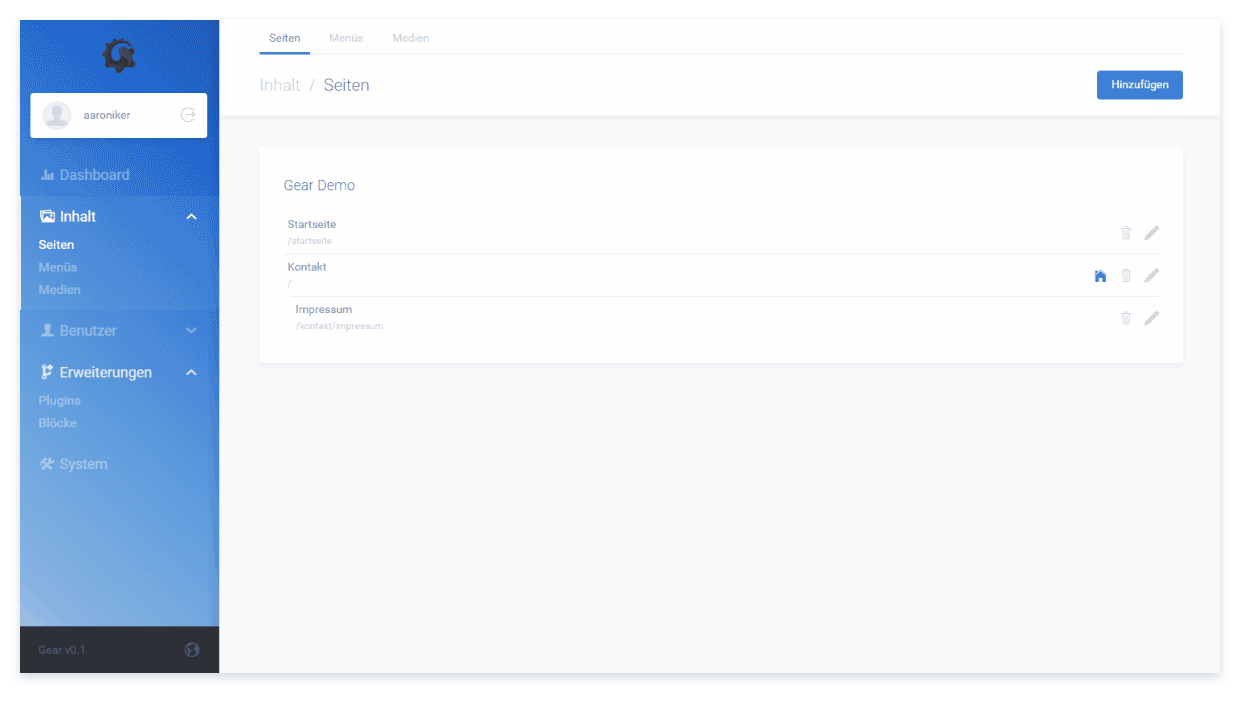 aaroniker
Dashboard
Inhalt
Seiten
Menüs
Medien
Benutzer
Erweiterungen
Plugins
Blöcke
System
Gear v0.1
Seiten Menüs Medien
Inhalt / Seiten
Hinzufügen
Gear Demo
Startseite
/startseite
Kontakt
/
Impressum
/kontakt/impressum